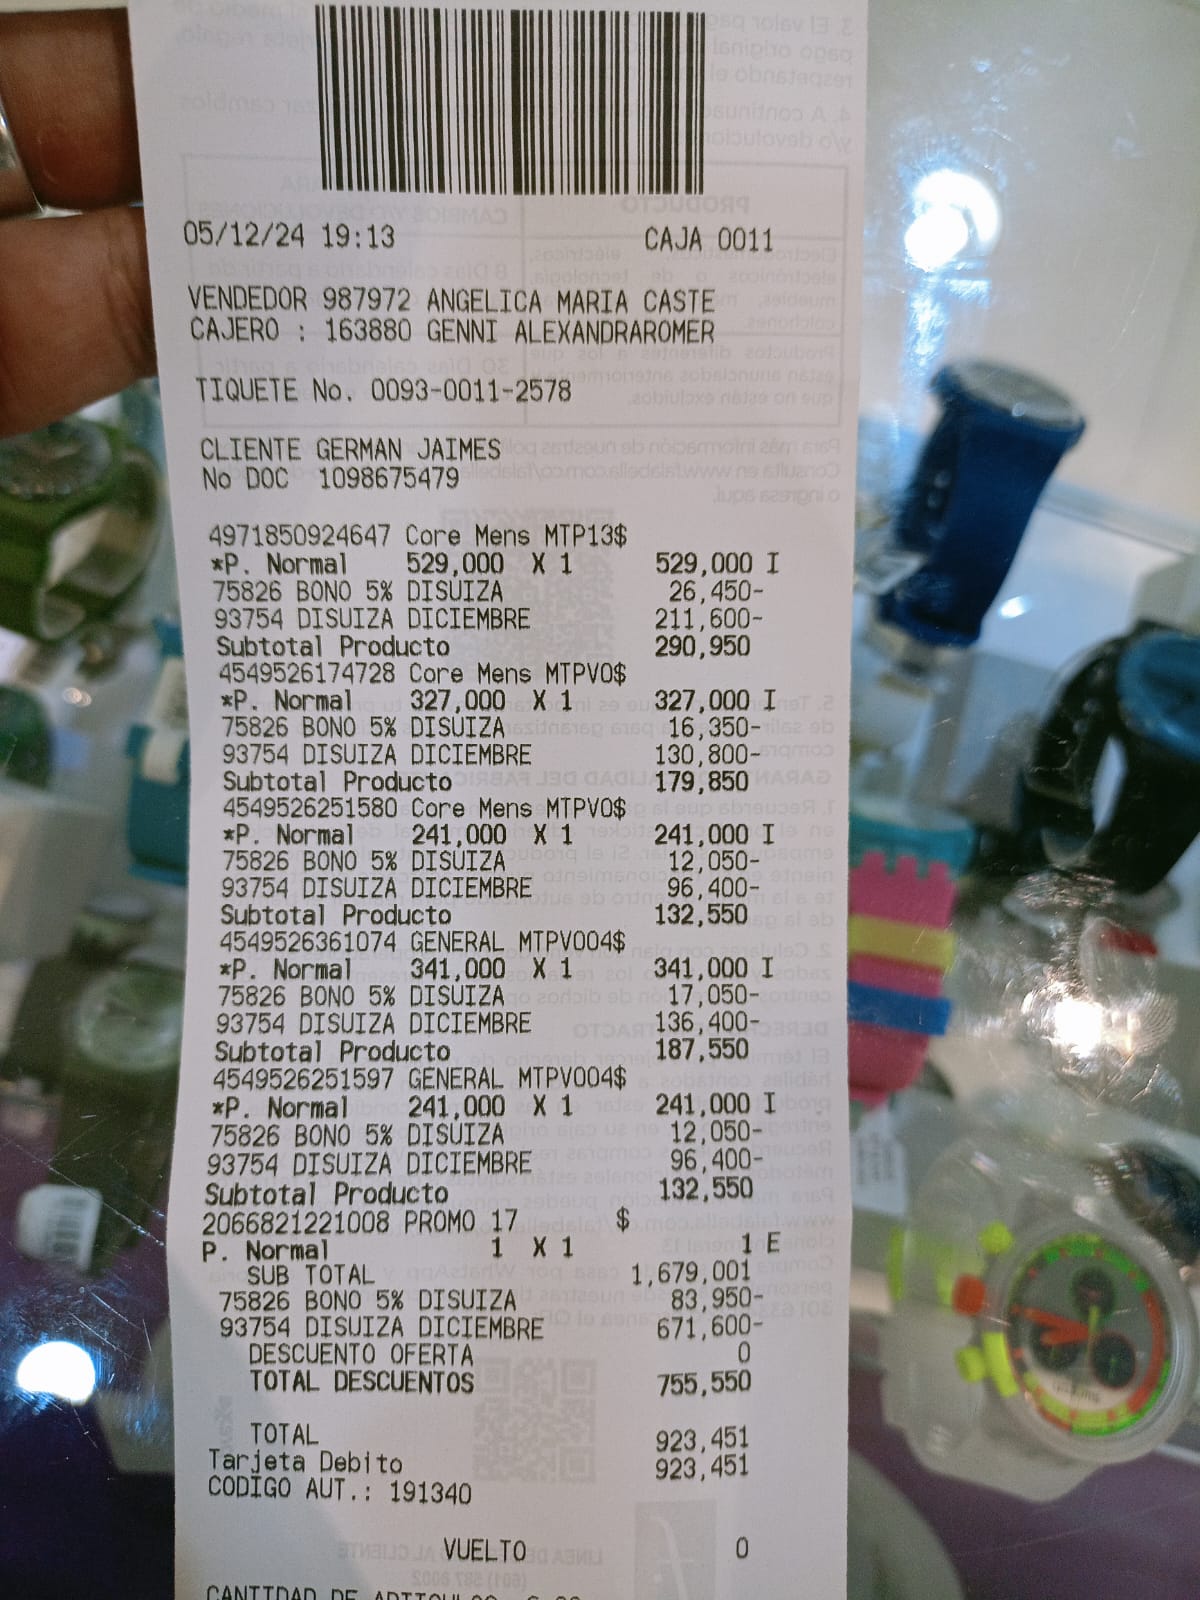 05/12/24 19:13 CAJA 0011
VENDEDOR 987972 ANGELICA MARIA CASTE
CAJERO : 163880 GENNI ALEXANDRAROMER
TIQUETE No. 0093-0011-2578
CLIENTE GERMAN JAIMES
No DOC 1098675479
4971850924647 Core Mens MTP13$
*P. Normal 529,000 X 1 529,000 I
75826 BONO 5% DISUIZA 26,450-
93754 DISUIZA DICIEMBRE 211,600-
Subtotal Producto 290,950
4549526174728 Core Mens MTPV0$
*P. Normal 327,000 X 1 327,000 I
75826 BONO 5% DISUIZA 16,350-
93754 DISUIZA DICIEMBRE 130,800-
Subtotal Producto 179,850
4549526251580 Core Mens MTPV0$
*P. Normal 241,000 X 1 241,000 I
75826 BONO 5% DISUIZA 12,050-
93754 DISUIZA DICIEMBRE 96,400-
Subtotal Producto 132,550
4549526361074 GENERAL MTPV004$
*P. Normal 341,000 X 1 341,000 I
75826 BONO 5% DISUIZA 17,050-
93754 DISUIZA DICIEMBRE 136,400-
Subtotal Producto 187,550
4549526251597 GENERAL MTPV004$
*P. Normal 241,000 X 1 241,000 I
75826 BONO 5% DISUIZA 12,050-
93754 DISUIZA DICIEMBRE 96,400-
Subtotal Producto 132,550
2066821221008 PROMO 17 $
P. Normal 1 X 1 1 E
SUB TOTAL 1,679,001
75826 BONO 5% DISUIZA 83,950-
93754 DISUIZA DICIEMBRE 671,600-
DESCUENTO OFERTA 0
TOTAL DESCUENTOS 755,550
TOTAL 923,451
Tarjeta Debito 923,451
CODIGO AUT.: 191340
VUELTO 0
CANTIDAD DE ARTICULOS